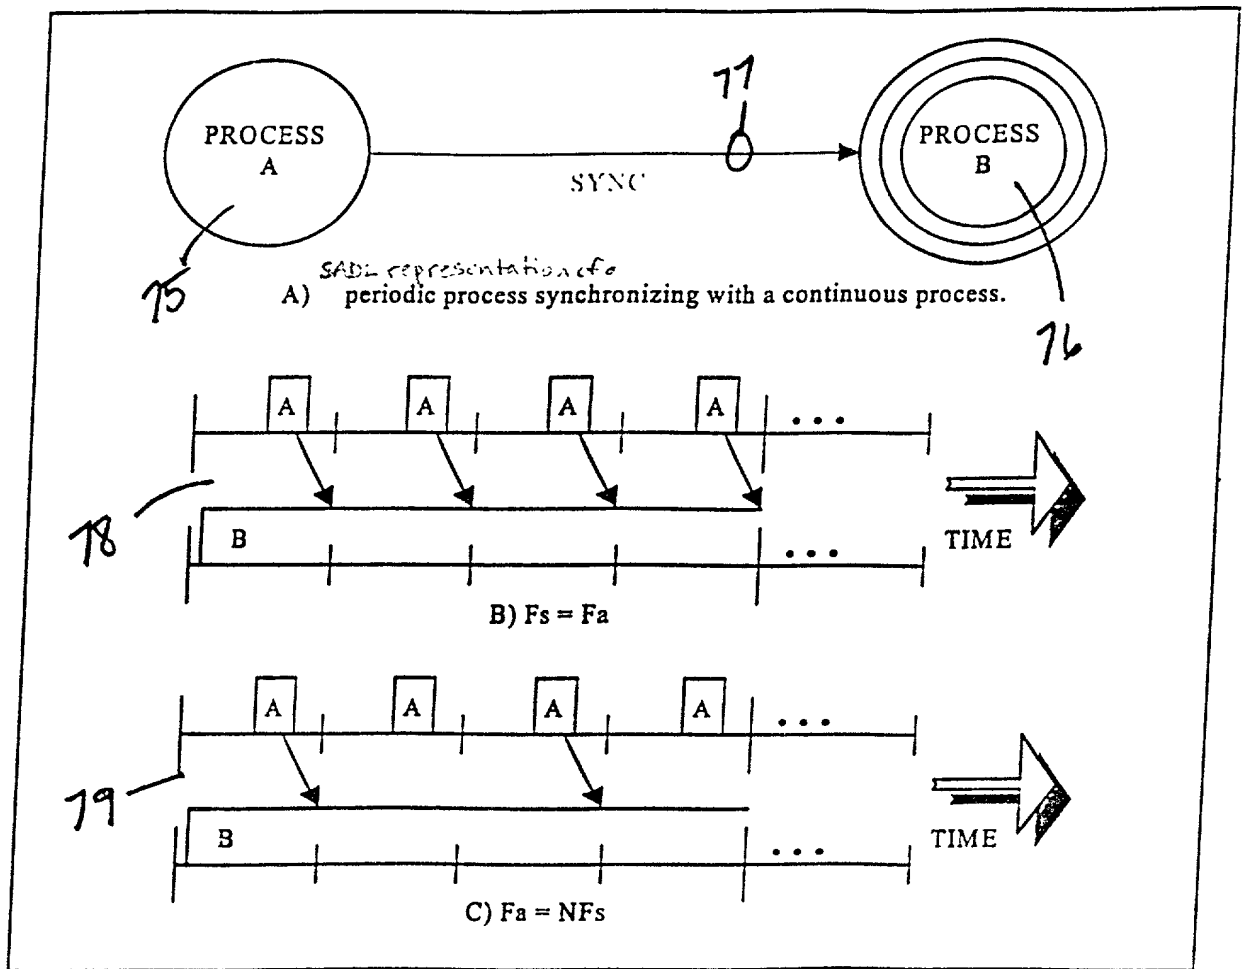 77
PROCESS
A
PROCESS
B
SYNC
75
SADL representation of a
A) periodic process synchronizing with a continuous process.
76
A A A A ...
78
B ...
TIME
B) Fs = Fa
A A A A ...
79
B ...
TIME
C) Fa = NFs